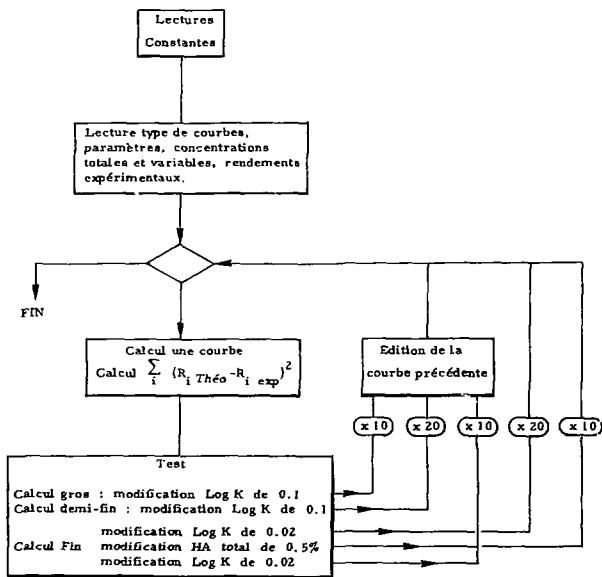 Lectures
Constantes
Lecture type de courbes,
paramètres, concentrations
totales et variables, rendements
expérimentaux.
FIN
Calcul une courbe
Calcul ∑ i (R i Théo - R i exp)²
Edition de la
courbe précédente
x 10
x 20
x 10
x 20
x 10
Test
Calcul gros : modification Log K de 0.1
Calcul demi-fin : modification Log K de 0.1
modification Log K de 0.02
Calcul Fin modification HA total de 0.5%
modification Log K de 0.02